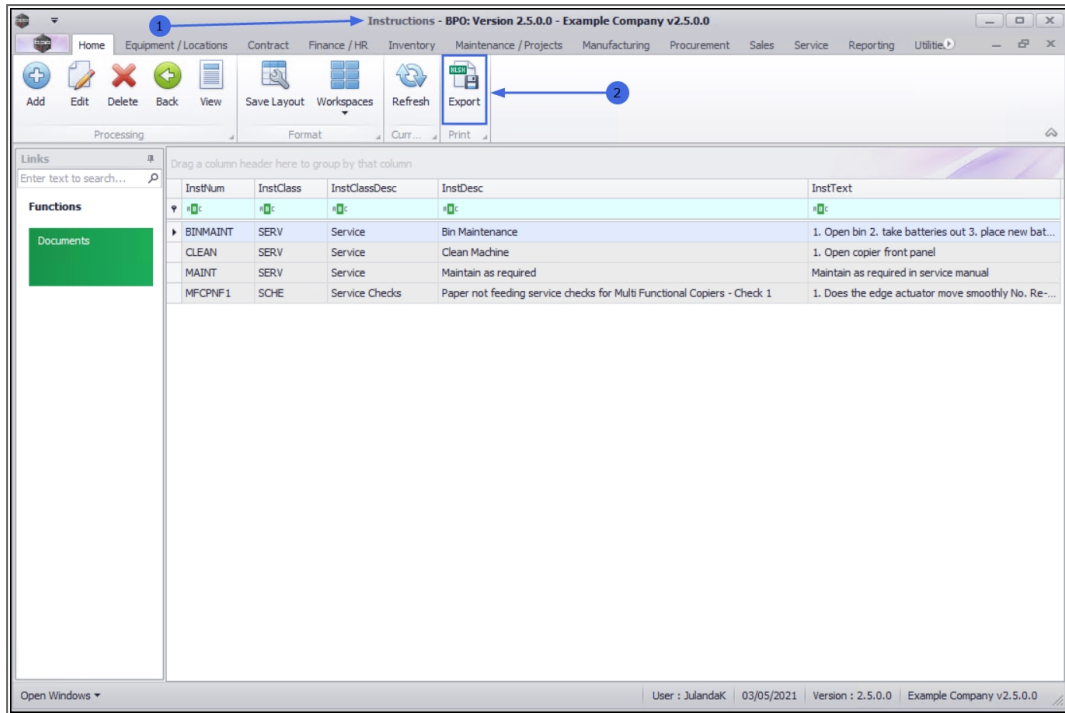 1
Instructions - BPO: Version 2.5.0.0 - Example Company v2.5.0.0
Home Equipment / Locations Contract Finance / HR Inventory Maintenance / Projects Manufacturing Procurement Sales Service Reporting Utilitie
XLSX
2
Add Edit Delete Back View Save Layout Workspaces Refresh Export
Processing Format Curr... Print
Links
Drag a column header here to group by that column
Enter text to search...
InstNum InstClass InstClassDesc InstDesc InstText
Functions
Documents
BINMAINT SERV Service Bin Maintenance 1. Open bin 2. take batteries out 3. place new bat...
CLEAN SERV Service Clean Machine 1. Open copier front panel
MAINT SERV Service Maintain as required Maintain as required in service manual
MFCPNF1 SCHE Service Checks Paper not feeding service checks for Multi Functional Copiers - Check 1 1. Does the edge actuator move smoothly No. Re-...
Open Windows User : JulandaK 03/05/2021 Version : 2.5.0.0 Example Company v2.5.0.0